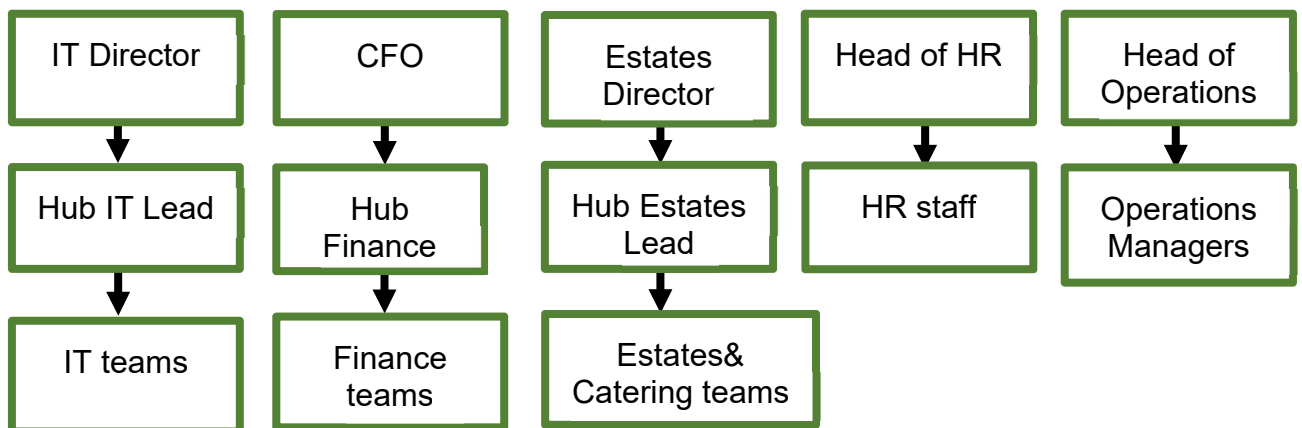 IT Director
CFO
Estates
Director
Head of HR
Head of
Operations
Hub IT Lead
Hub
Finance
Hub Estates
Lead
HR staff
Operations
Managers
IT teams
Finance
teams
Estates&
Catering teams